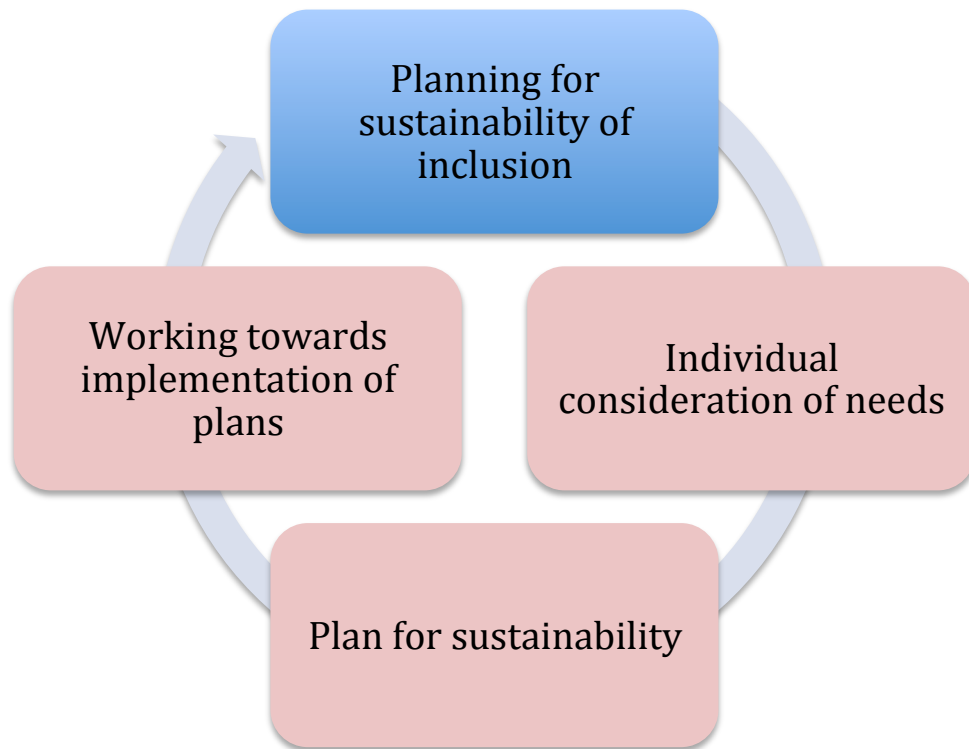 Planning for
sustainability of
inclusion
Working towards
implementation of
plans
Individual
consideration of needs
Plan for sustainability